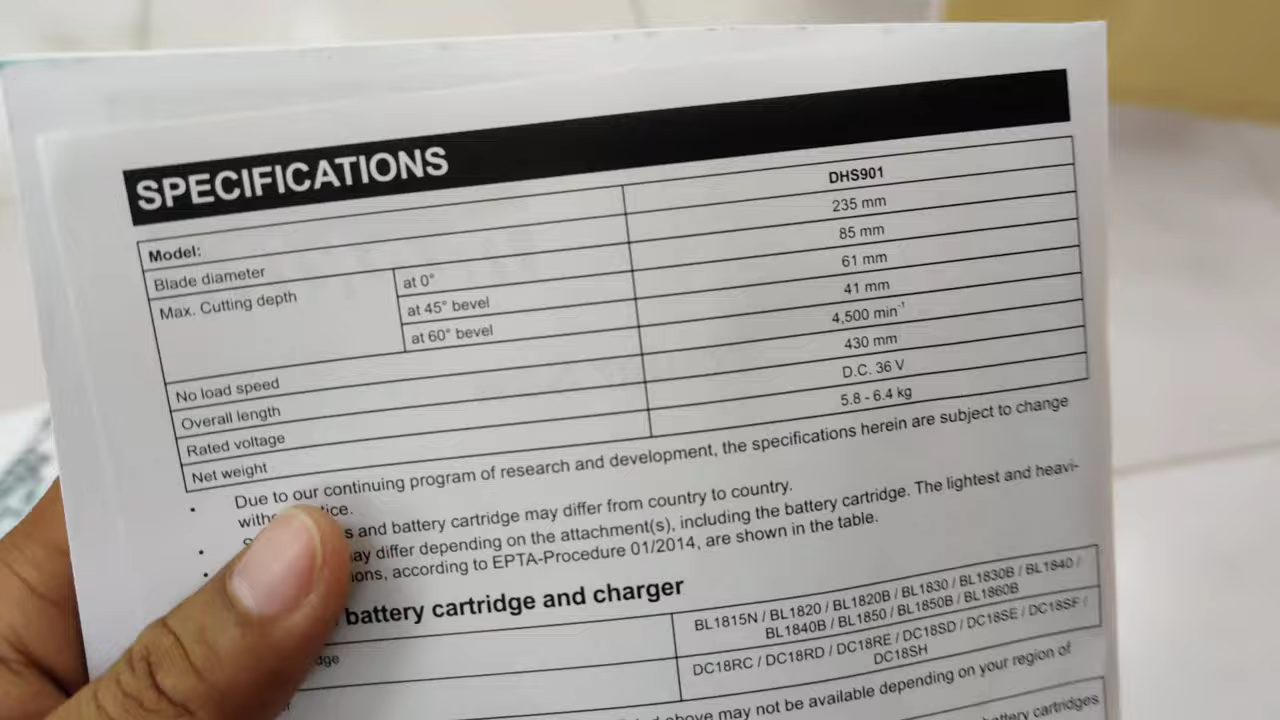 SPECIFICATIONS
Model: DHS901
Blade diameter 235 mm
Max. Cutting depth at 0° 85 mm
at 45° bevel 61 mm
at 60° bevel 41 mm
No load speed 4,500 min-1
Overall length 430 mm
Rated voltage D.C. 36 V
Net weight 5.8 - 6.4 kg
• Due to our continuing program of research and development, the specifications herein are subject to change
• and battery cartridge may differ from country to country.
• may differ depending on the attachment(s), including the battery cartridge. The lightest and heavi-
according to EPTA-Procedure 01/2014, are shown in the table.
battery cartridge and charger
BL1815N / BL1820 / BL1820B / BL1830 / BL1830B / BL1840 /
BL1840B / BL1850 / BL1850B / BL1860B
DC18RC / DC18RD / DC18RE / DC18SD / DC18SE / DC18SF /
DC18SH
above may not be available depending on your region of
battery cartridges